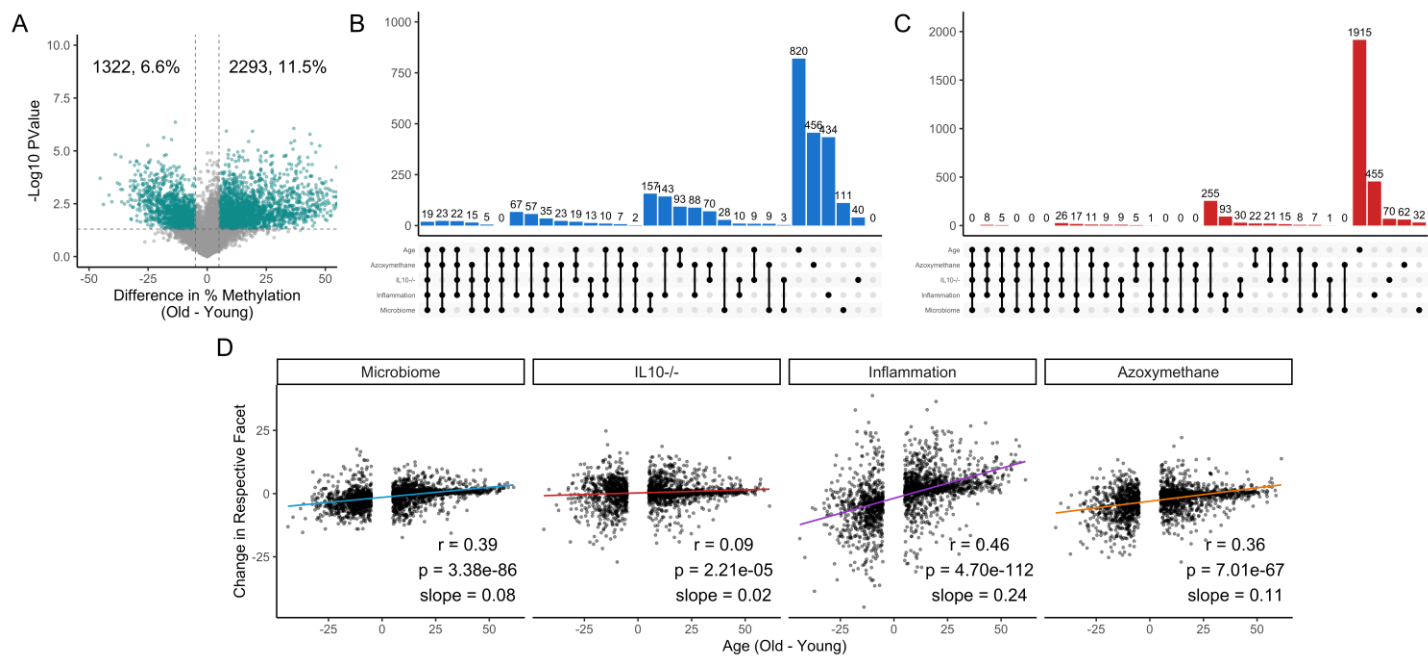 A
10.0
7.5
5.0
2.5
0.0
-Log10 PValue
1322, 6.6%
2293, 11.5%
-50
-25
0
25
50
Difference in % Methylation
(Old - Young)
B
1000
750
500
250
0
19 23 22 15 5 0 67 57 35 23 19 13 10 7 2 157 143 93 88 70 28 10 9 9 3 820 456 434 111 40 0
Age
Azoxymethane
IL10-/-
Inflammation
Microbiome
C
2000
1500
1000
500
0
0 8 5 0 0 0 26 17 11 9 9 5 1 0 0 0 255 93 30 22 21 15 8 7 1 0 1915 455 70 62 32
Age
Azoxymethane
IL10-/-
Inflammation
Microbiome
D
Microbiome
IL10-/-
Inflammation
Azoxymethane
Change in Respective Facet
25
0
-25
r = 0.39
p = 3.38e-86
slope = 0.08
r = 0.09
p = 2.21e-05
slope = 0.02
r = 0.46
p = 4.70e-112
slope = 0.24
r = 0.36
p = 7.01e-67
slope = 0.11
-25 0 25 50
-25 0 25 50
-25 0 25 50
-25 0 25 50
Age (Old - Young)